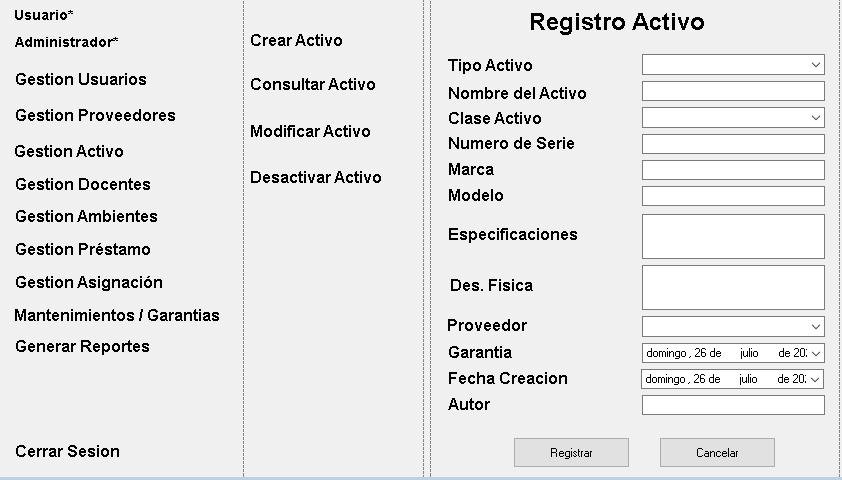 Usuario*
Administrador*
Gestion Usuarios
Gestion Proveedores
Gestion Activo
Gestion Docentes
Gestion Ambientes
Gestion Préstamo
Gestion Asignación
Mantenimientos / Garantias
Generar Reportes
Cerrar Sesion
Crear Activo
Consultar Activo
Modificar Activo
Desactivar Activo
Registro Activo
Tipo Activo
Nombre del Activo
Clase Activo
Numero de Serie
Marca
Modelo
Especificaciones
Des. Fisica
Proveedor
Garantia domingo , 26 de julio de 20
Fecha Creacion domingo , 26 de julio de 20
Autor
Registrar Cancelar